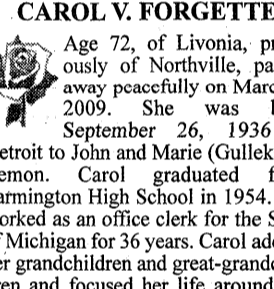 CAROL V. FORGETTE
Age 72, of Livonia, pr
ously of Northville, pa
away peacefully on Marc
2009. She was b
September 26, 1936
etroit to John and Marie (Gullek
emon. Carol graduated f
armington High School in 1954.
orked as an office clerk for the S
f Michigan for 36 years. Carol ad
er grandchildren and great-grandc
ren and focused her life around